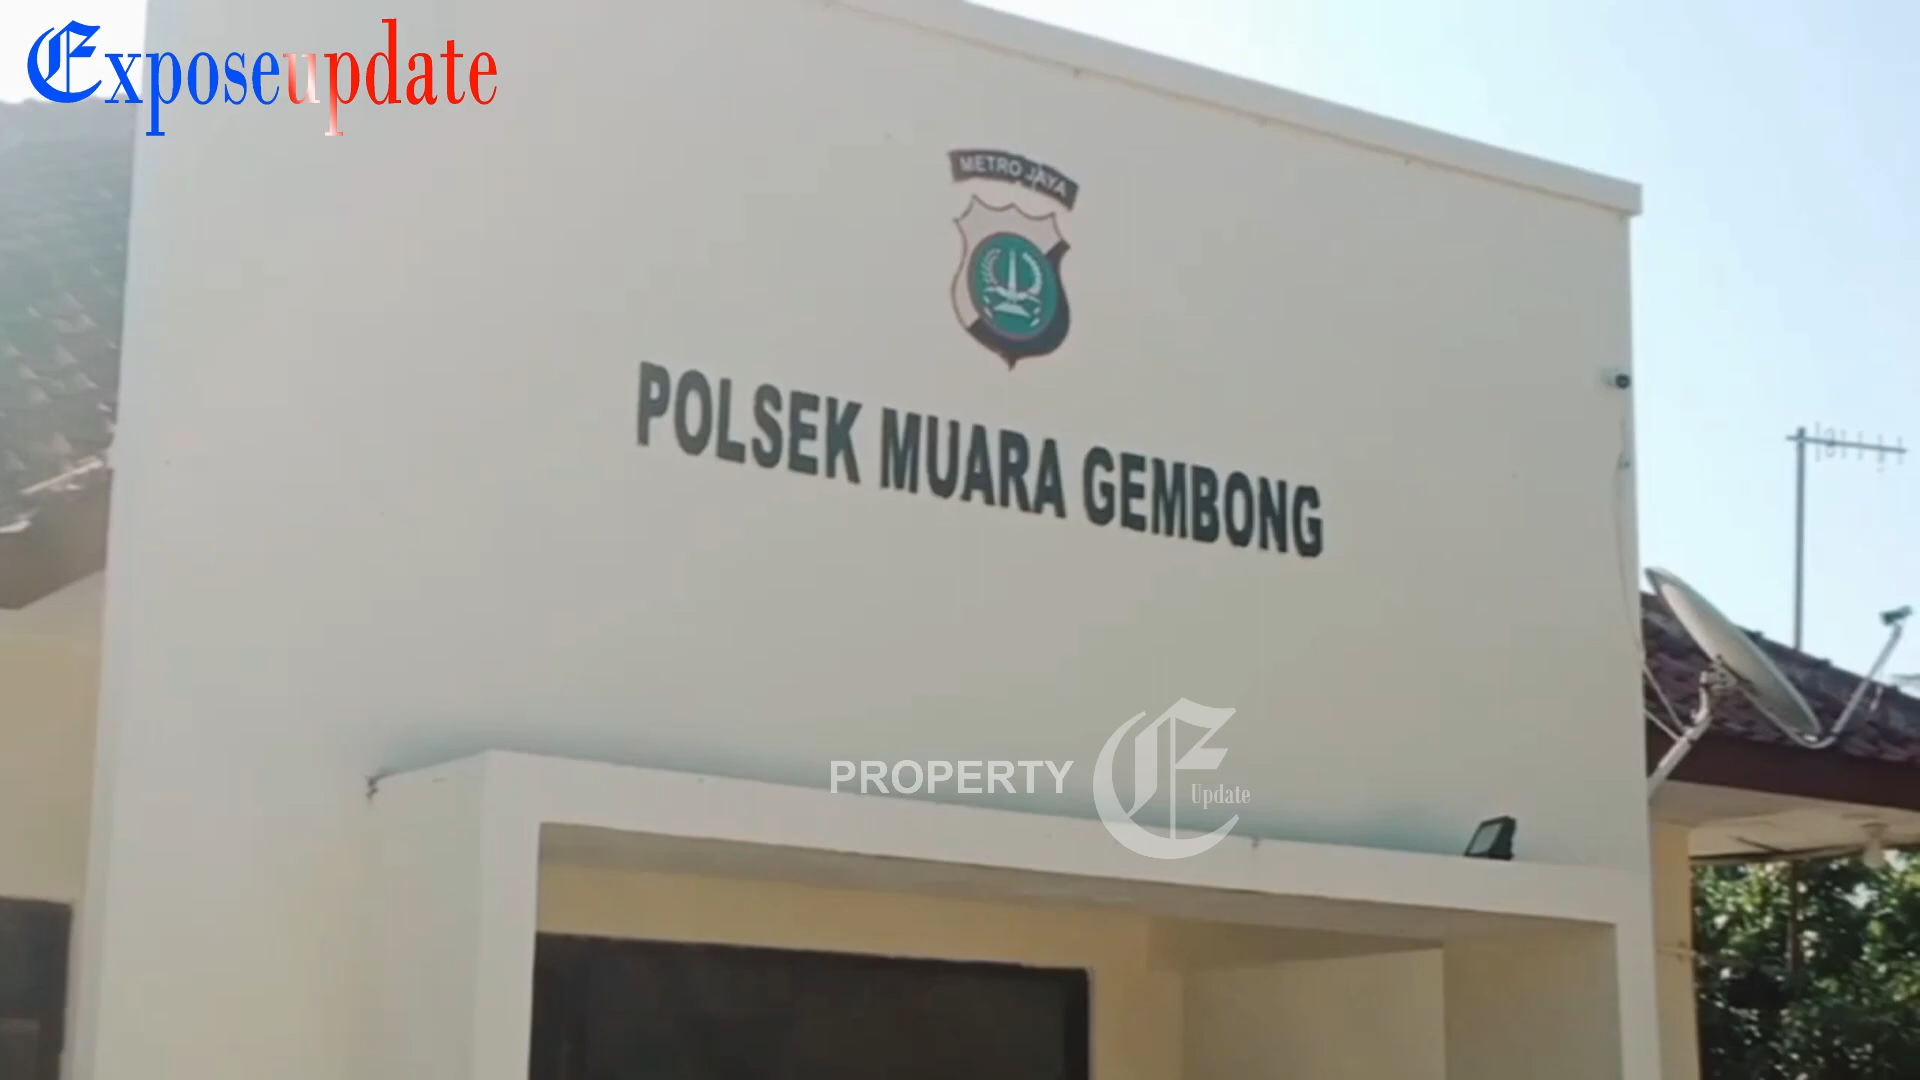 Exposeupdate
METRO JAYA
POLSEK MUARA GEMBONG
PROPERTY
Update